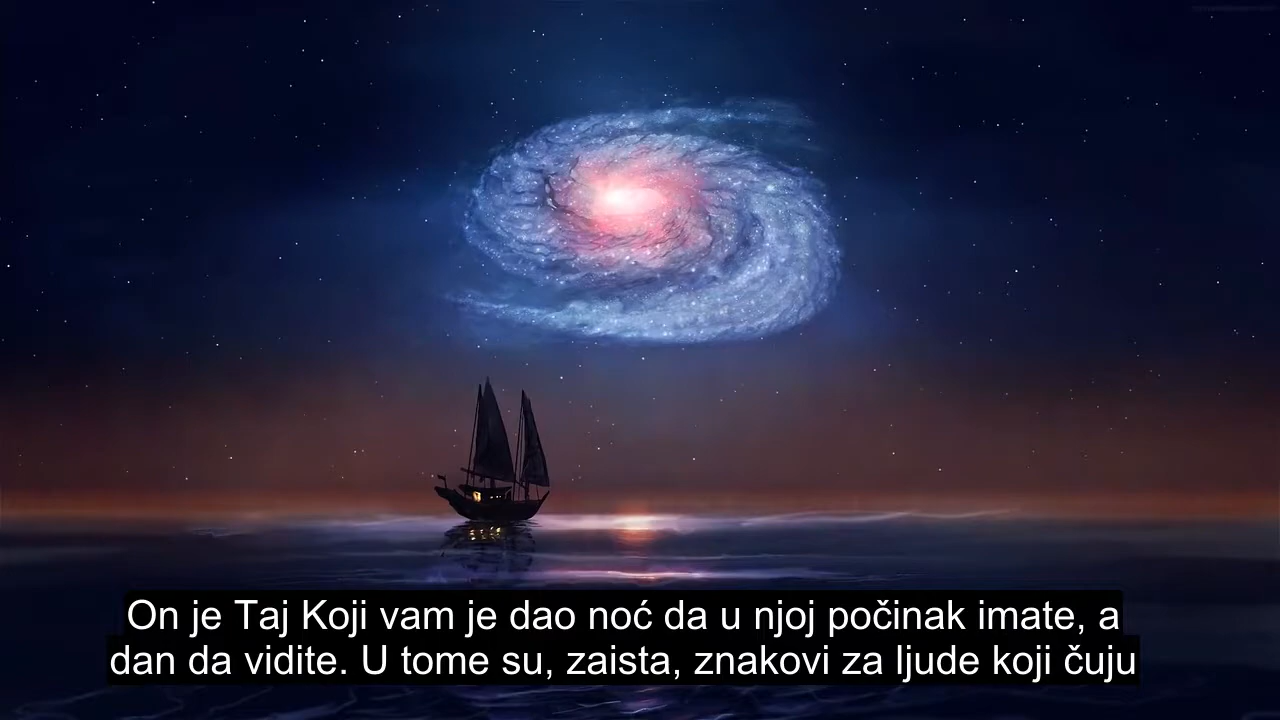 On je Taj Koji vam je dao noć da u njoj počinak imate, a
dan da vidite. U tome su, zaista, znakovi za ljude koji čuju